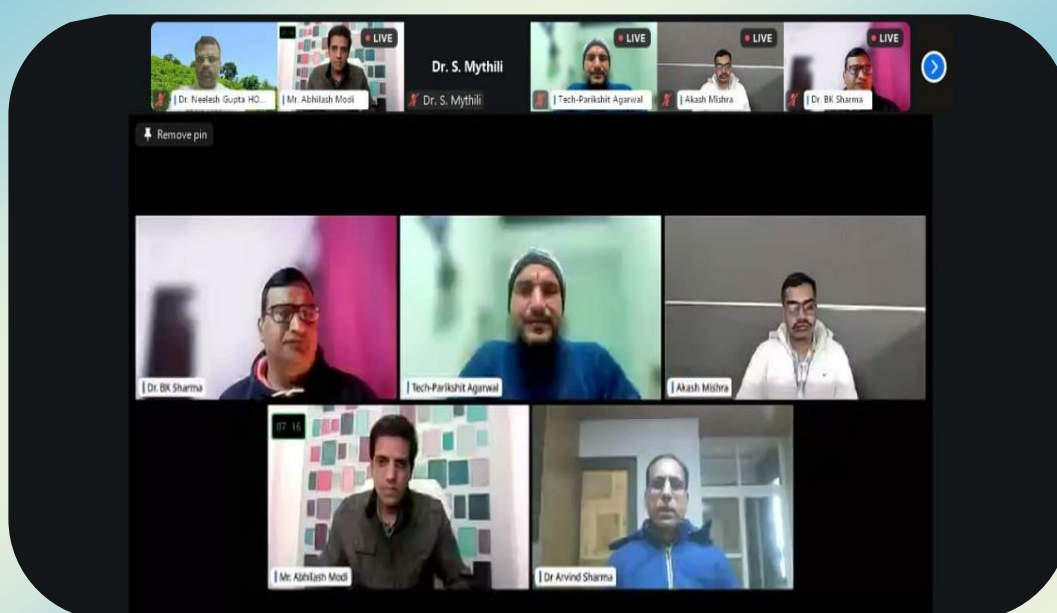 LIVE
LIVE
LIVE
LIVE
Dr. S. Mythili
Dr. Neelesh Gupta HO...
Mr. Abhilash Modi
Dr. S. Mythili
Tech-Parikshit Agarwal
Akash Mishra
Dr. BK Sharma
Remove pin
Dr. BK Sharma
Tech-Parikshit Agarwal
Akash Mishra
07 16
Mr. Abhilash Modi
Dr Arvind Sharma